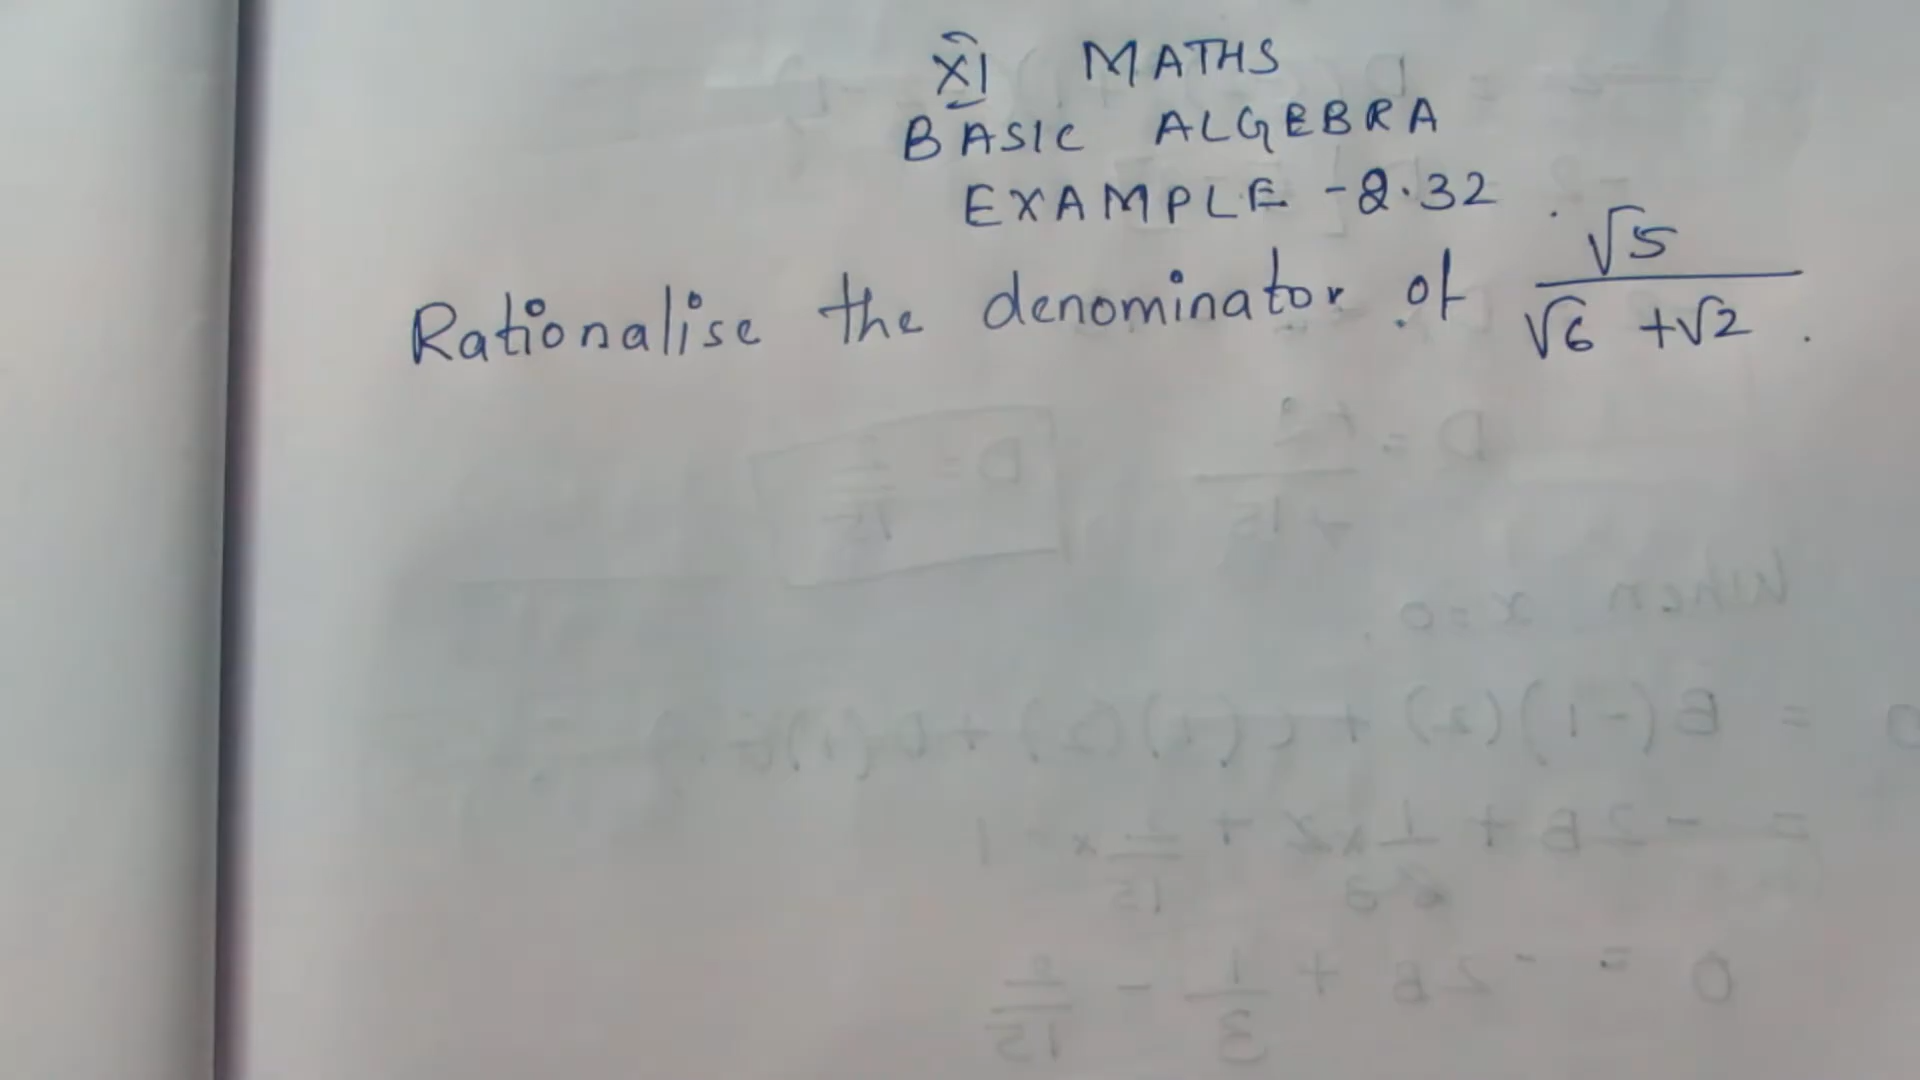 XI MATHS
BASIC ALGEBRA
EXAMPLE - 2.32
Rationalise the denominator of √5 / √6 + √2 .